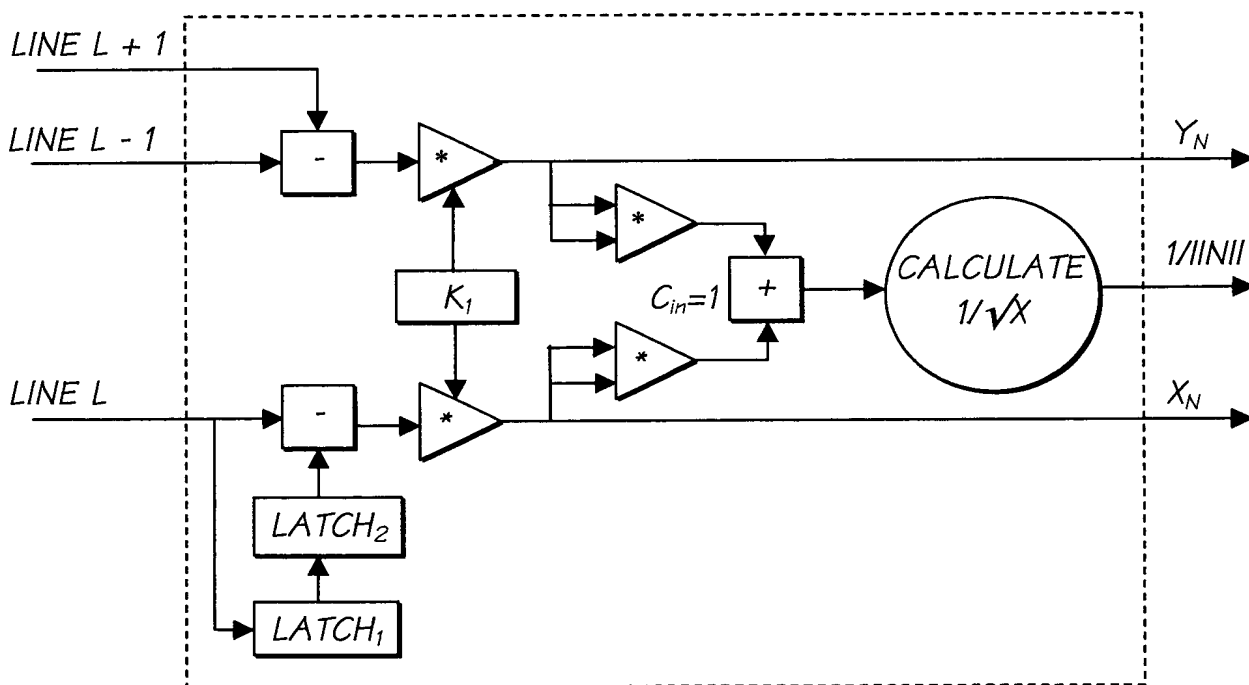 LINE L + 1
LINE L - 1
-
*
Y_N
*
K_1
C_in=1
+
CALCULATE
1/√X
1/||N||
*
LINE L
-
*
X_N
LATCH_2
LATCH_1